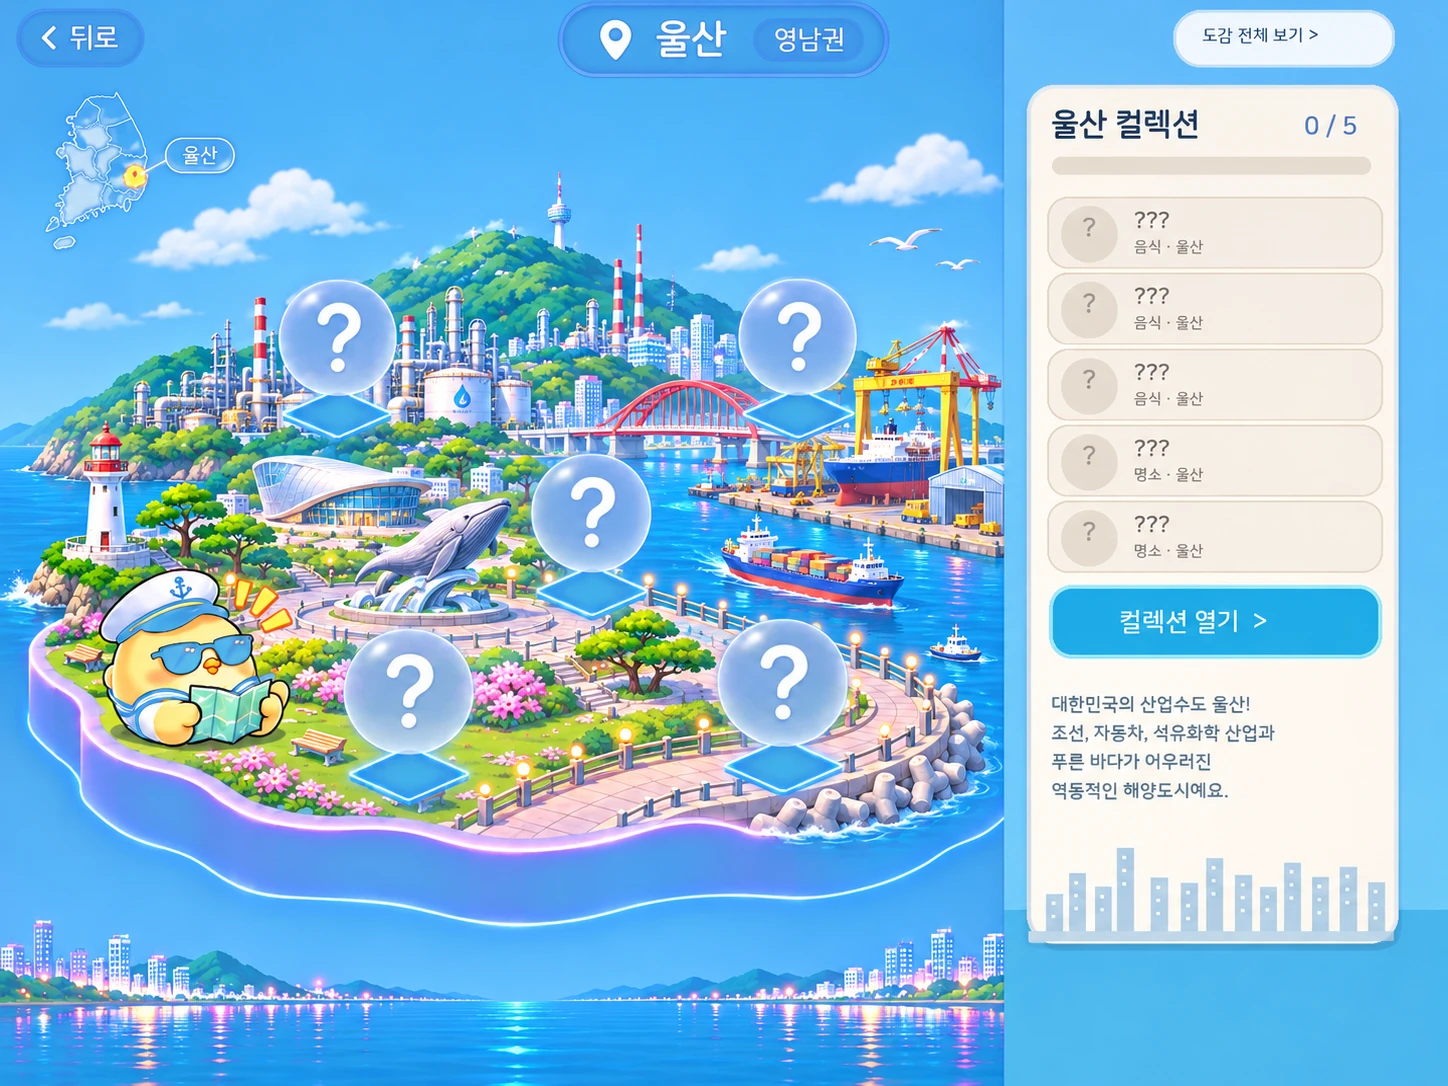 뒤로
울산
영남권
울산
?
?
?
?
?
도감 전체 보기 >
울산 컬렉션
0 / 5
?
???
음식 · 울산
?
???
음식 · 울산
?
???
음식 · 울산
?
???
명소 · 울산
?
???
명소 · 울산
컬렉션 열기 >
대한민국의 산업수도 울산!
조선, 자동차, 석유화학 산업과
푸른 바다가 어우러진
역동적인 해양도시예요.